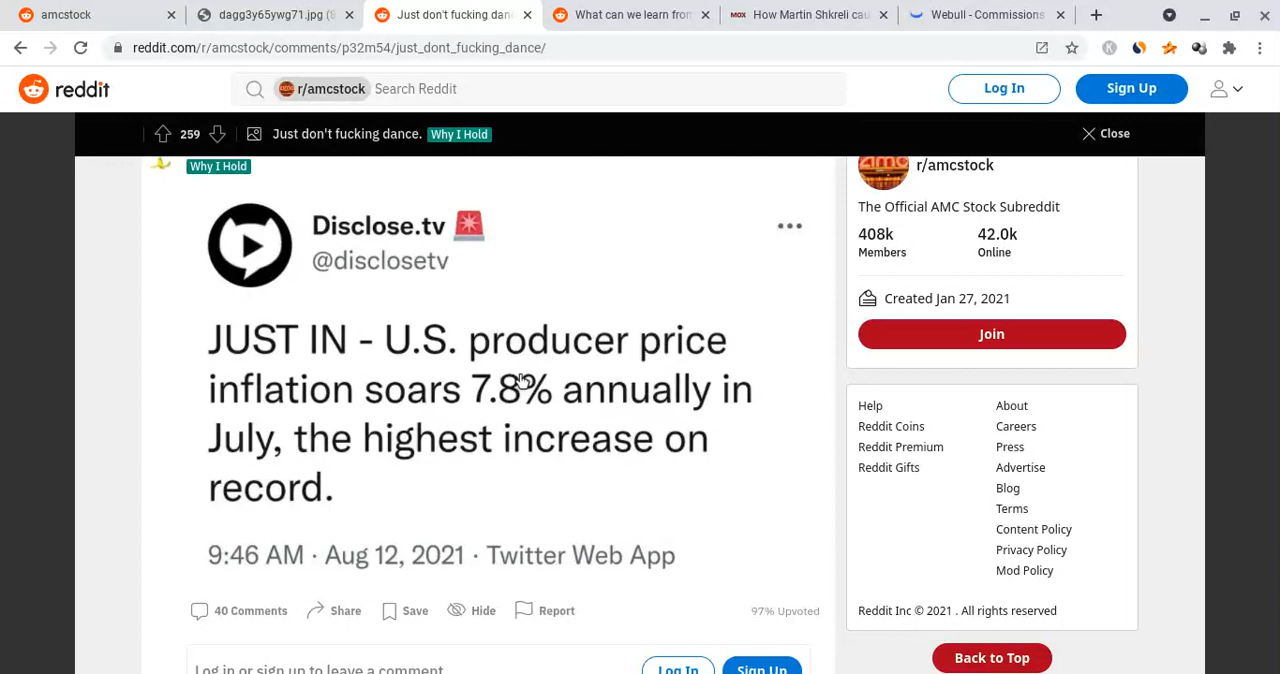 amcstock
dagg3y65ywg71.jpg (9
Just don't fucking dan
What can we learn from
MOX How Martin Shkreli cau
Webull - Commissions
reddit.com/r/amcstock/comments/p32m54/just_dont_fucking_dance/
reddit
r/amcstock Search Reddit
Log In
Sign Up
259 Just don't fucking dance. Why I Hold
Close
Why I Hold
Disclose.tv
@disclosetv
JUST IN - U.S. producer price
inflation soars 7.8% annually in
July, the highest increase on
record.
9:46 AM · Aug 12, 2021 · Twitter Web App
40 Comments Share Save Hide Report 97% Upvoted
Log in or sign up to leave a comment
Log In Sign Up
amc r/amcstock
The Official AMC Stock Subreddit
408k 42.0k
Members Online
Created Jan 27, 2021
Join
Help About
Reddit Coins Careers
Reddit Premium Press
Reddit Gifts Advertise
Blog
Terms
Content Policy
Privacy Policy
Mod Policy
Reddit Inc © 2021 . All rights reserved
Back to Top